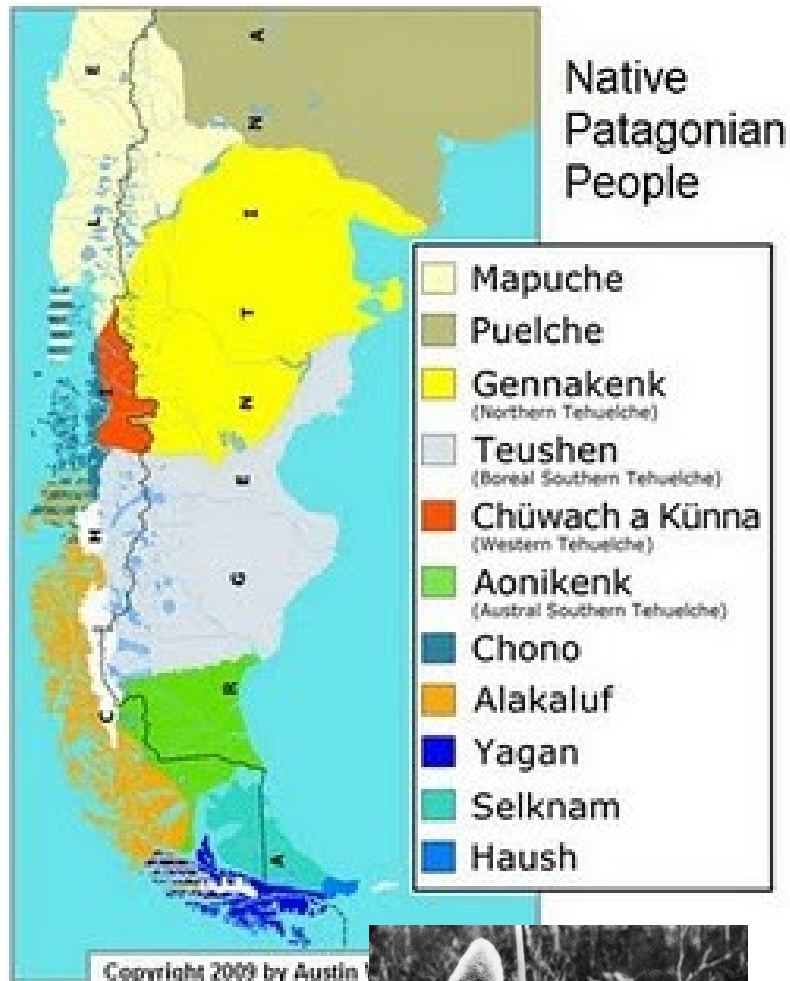 Native
Patagonian
People
Mapuche
Puelche
Gennakenk
(Northern Tehuelche)
Teushen
(Boreal Southern Tehuelche)
Chüwach a Künna
(Western Tehuelche)
Aonikenk
(Austral Southern Tehuelche)
Chono
Alakaluf
Yagan
Selknam
Haush
C H I L E
A R G E N T I N A
Copyright 2009 by Austin